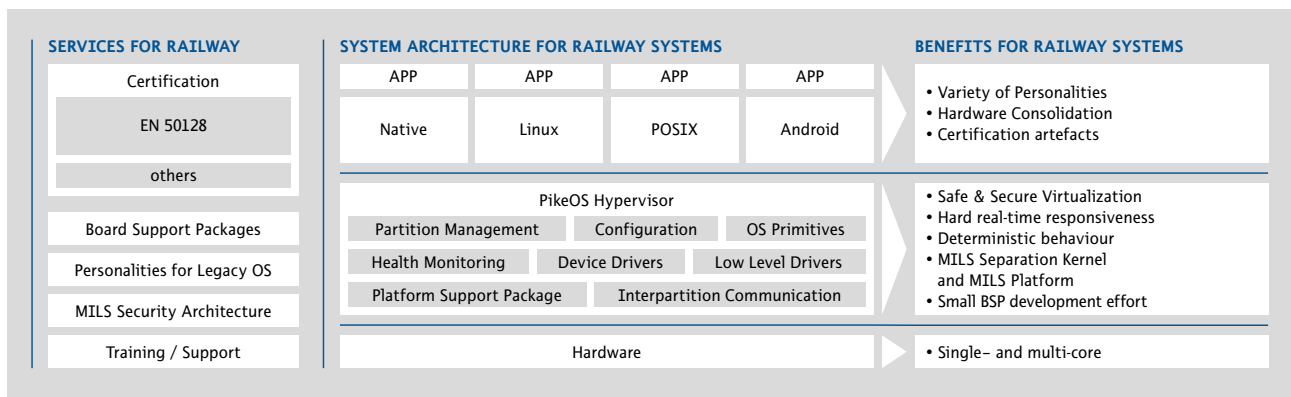 SERVICES FOR RAILWAY
Certification
EN 50128
others
Board Support Packages
Personalities for Legacy OS
MILS Security Architecture
Training / Support
SYSTEM ARCHITECTURE FOR RAILWAY SYSTEMS
APP APP APP APP
Native Linux POSIX Android
PikeOS Hypervisor
Partition Management Configuration OS Primitives
Health Monitoring Device Drivers Low Level Drivers
Platform Support Package Interpartition Communication
Hardware
BENEFITS FOR RAILWAY SYSTEMS
• Variety of Personalities
• Hardware Consolidation
• Certification artefacts
• Safe & Secure Virtualization
• Hard real-time responsiveness
• Deterministic behaviour
• MILS Separation Kernel
and MILS Platform
• Small BSP development effort
• Single- and multi-core